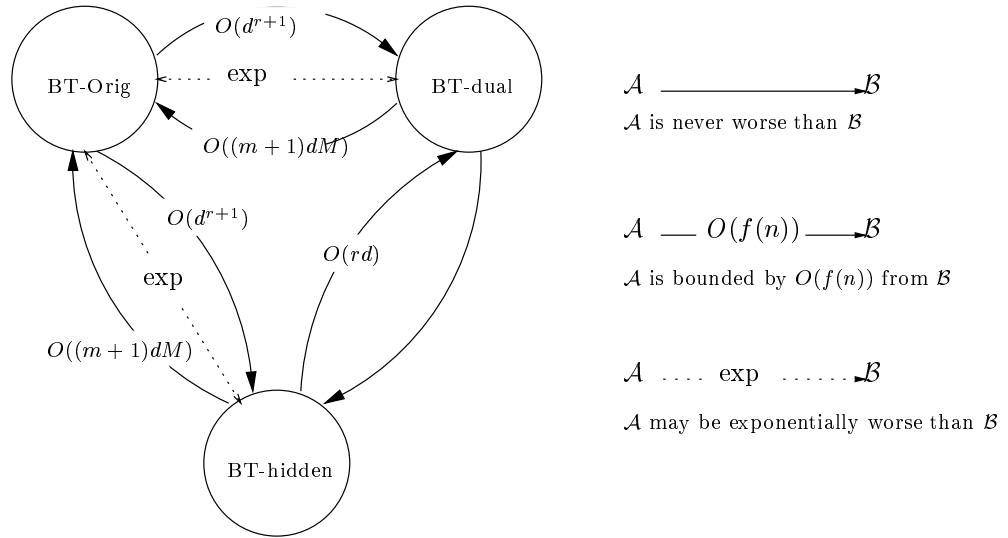 O(d^{r+1})
BT-Orig
exp
BT-dual
O((m + 1)dM)
O(d^{r+1})
O(rd)
exp
O((m + 1)dM)
BT-hidden
𝒜 ℬ
𝒜 is never worse than ℬ
𝒜 O(f(n)) ℬ
𝒜 is bounded by O(f(n)) from ℬ
𝒜 exp ℬ
𝒜 may be exponentially worse than ℬ